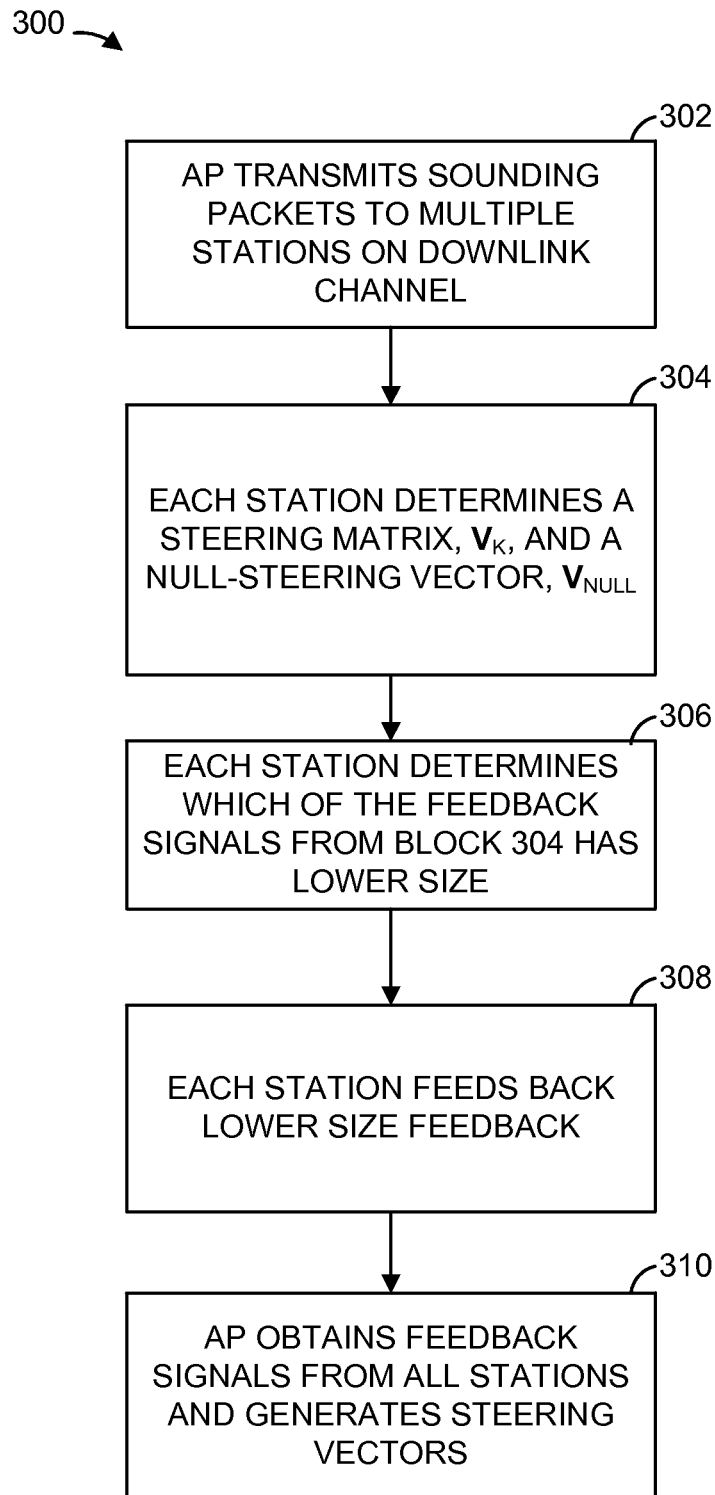 300
302
AP TRANSMITS SOUNDING
PACKETS TO MULTIPLE
STATIONS ON DOWNLINK
CHANNEL
304
EACH STATION DETERMINES A
STEERING MATRIX, VK, AND A
NULL-STEERING VECTOR, VNULL
306
EACH STATION DETERMINES
WHICH OF THE FEEDBACK
SIGNALS FROM BLOCK 304 HAS
LOWER SIZE
308
EACH STATION FEEDS BACK
LOWER SIZE FEEDBACK
310
AP OBTAINS FEEDBACK
SIGNALS FROM ALL STATIONS
AND GENERATES STEERING
VECTORS